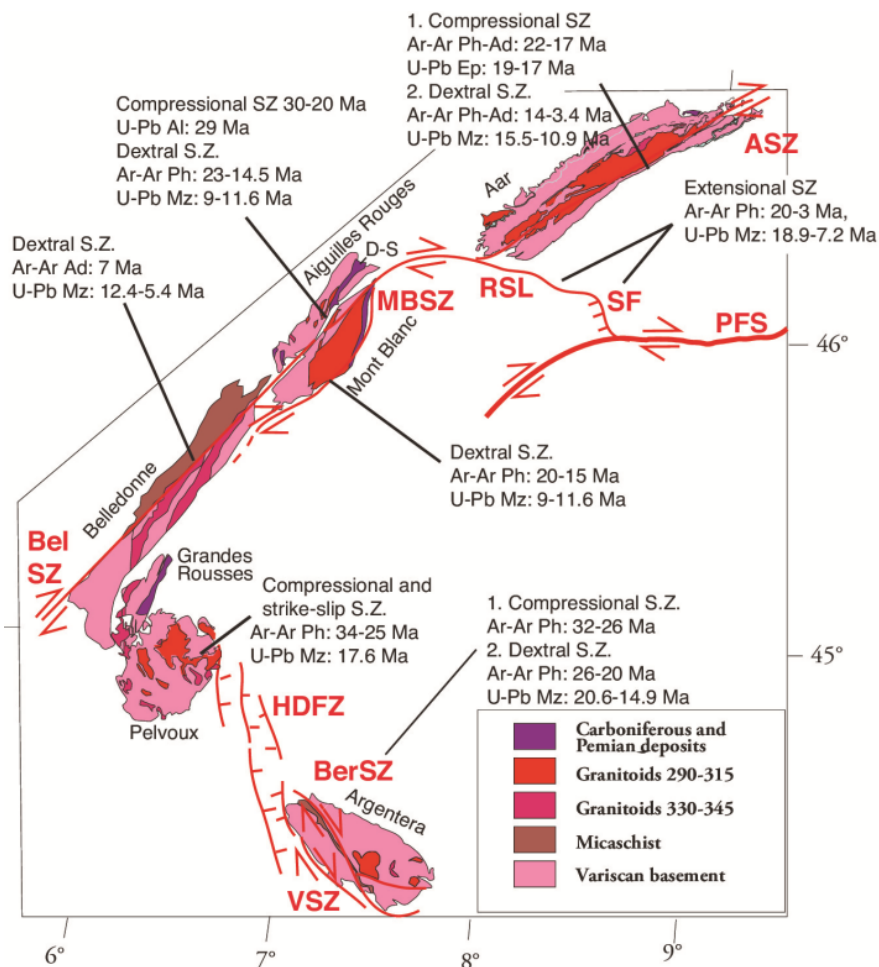 1. Compressional SZ
Ar-Ar Ph-Ad: 22-17 Ma
U-Pb Ep: 19-17 Ma
2. Dextral S.Z.
Ar-Ar Ph-Ad: 14-3.4 Ma
U-Pb Mz: 15.5-10.9 Ma
Compressional SZ 30-20 Ma
U-Pb Al: 29 Ma
Dextral S.Z.
Ar-Ar Ph: 23-14.5 Ma
U-Pb Mz: 9-11.6 Ma
ASZ
Aar
Extensional SZ
Ar-Ar Ph: 20-3 Ma,
U-Pb Mz: 18.9-7.2 Ma
Dextral S.Z.
Ar-Ar Ad: 7 Ma
U-Pb Mz: 12.4-5.4 Ma
Aiguilles Rouges
D-S
MBSZ
RSL
SF
PFS
46°
Mont Blanc
Dextral S.Z.
Ar-Ar Ph: 20-15 Ma
U-Pb Mz: 9-11.6 Ma
Belledonne
Bel
SZ
Grandes
Rousses
Compressional and
strike-slip S.Z.
Ar-Ar Ph: 34-25 Ma
U-Pb Mz: 17.6 Ma
1. Compressional S.Z.
Ar-Ar Ph: 32-26 Ma
2. Dextral S.Z.
Ar-Ar Ph: 26-20 Ma
U-Pb Mz: 20.6-14.9 Ma
45°
HDFZ
Pelvoux
BerSZ
Argentera
VSZ
Carboniferous and
Pemian deposits
Granitoids 290-315
Granitoids 330-345
Micaschist
Variscan basement
6°
7°
8°
9°